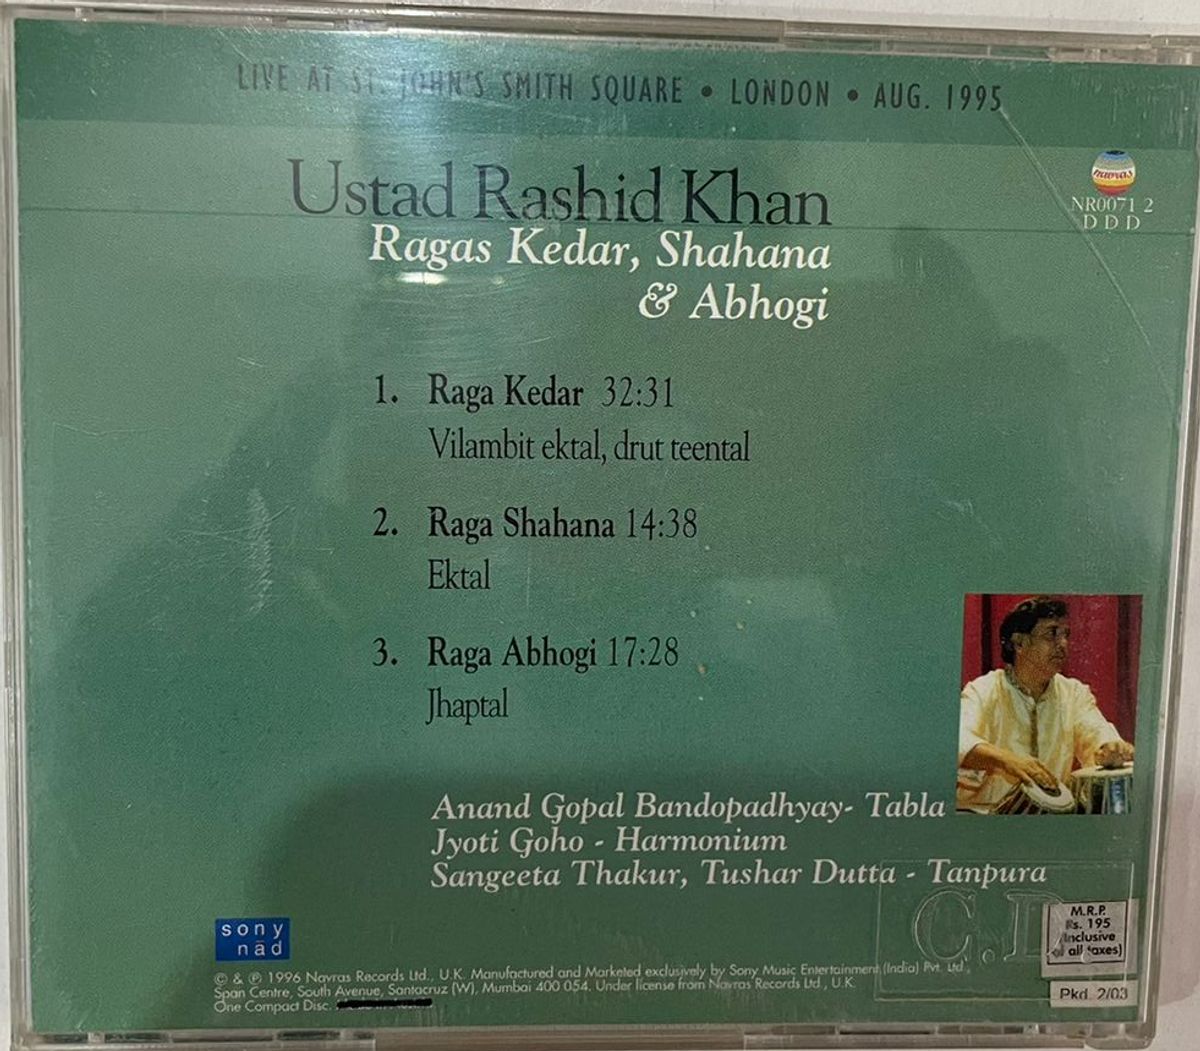 LIVE AT ST. JOHN'S SMITH SQUARE • LONDON • AUG. 1995
Ustad Rashid Khan
Ragas Kedar, Shahana
& Abhogi
navras
NR0071 2
D D D
1. Raga Kedar 32:31
Vilambit ektal, drut teental
2. Raga Shahana 14:38
Ektal
3. Raga Abhogi 17:28
Jhaptal
Anand Gopal Bandopadhyay- Tabla
Jyoti Goho - Harmonium
Sangeeta Thakur, Tushar Dutta - Tanpura
C.D
M.R.P.
Rs. 195
(Inclusive
of all taxes)
Pkd. 2/03
sony
nād
© & ℗ 1996 Navras Records Ltd., U.K. Manufactured and Marketed exclusively by Sony Music Entertainment (India) Pvt. Ltd.,
Span Centre, South Avenue, Santacruz (W), Mumbai 400 054. Under license from Navras Records Ltd., U.K.
One Compact Disc.